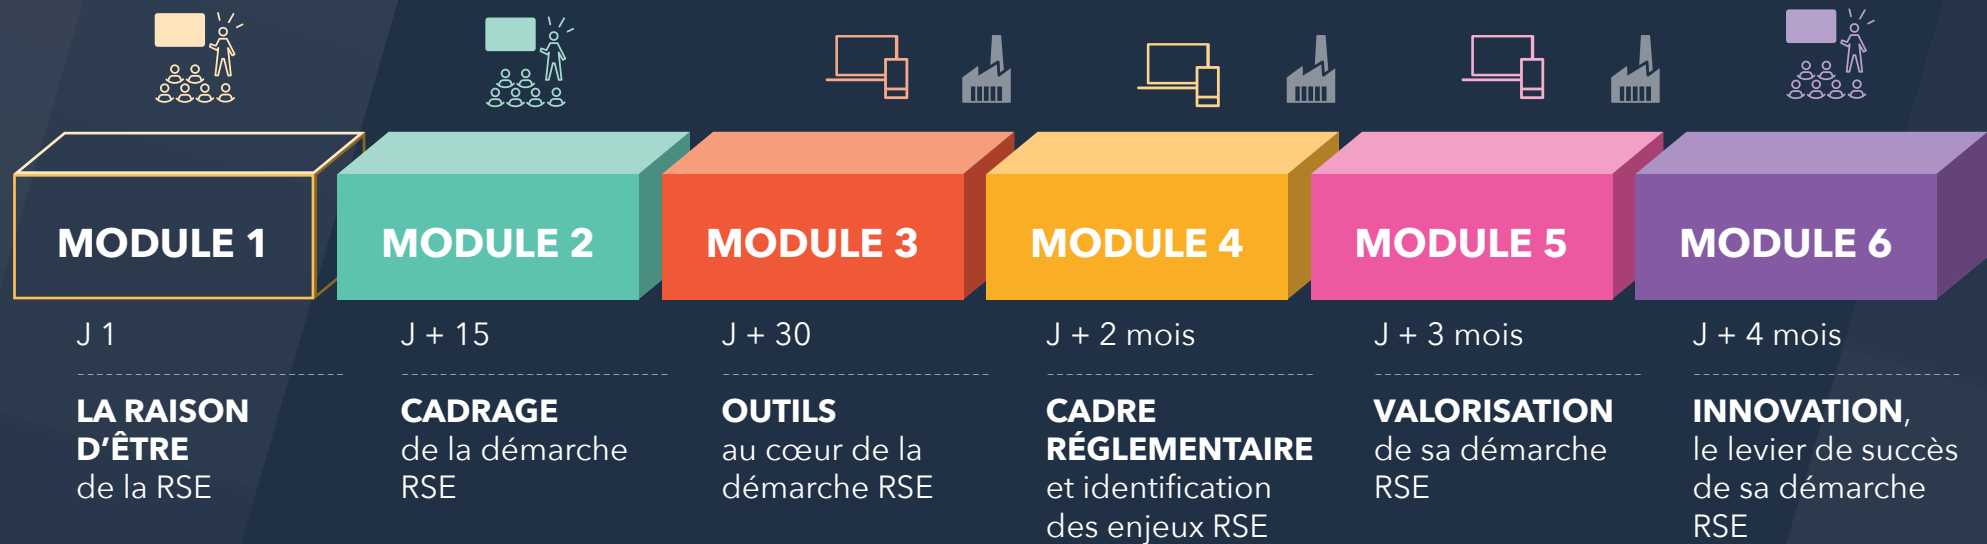 MODULE 1
MODULE 2
MODULE 3
MODULE 4
MODULE 5
MODULE 6
J 1
J + 15
J + 30
J + 2 mois
J + 3 mois
J + 4 mois
LA RAISON
D’ÊTRE
de la RSE
CADRAGE
de la démarche
RSE
OUTILS
au cœur de la
démarche RSE
CADRE
RÉGLEMENTAIRE
et identification
des enjeux RSE
VALORISATION
de sa démarche
RSE
INNOVATION,
le levier de succès
de sa démarche
RSE